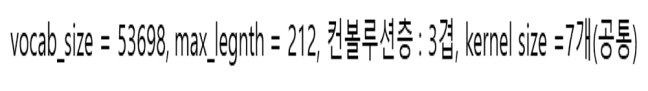 vocab_size = 53698, max_legnth = 212, 컨볼루션층 : 3겹, kernel size =7개(공통)